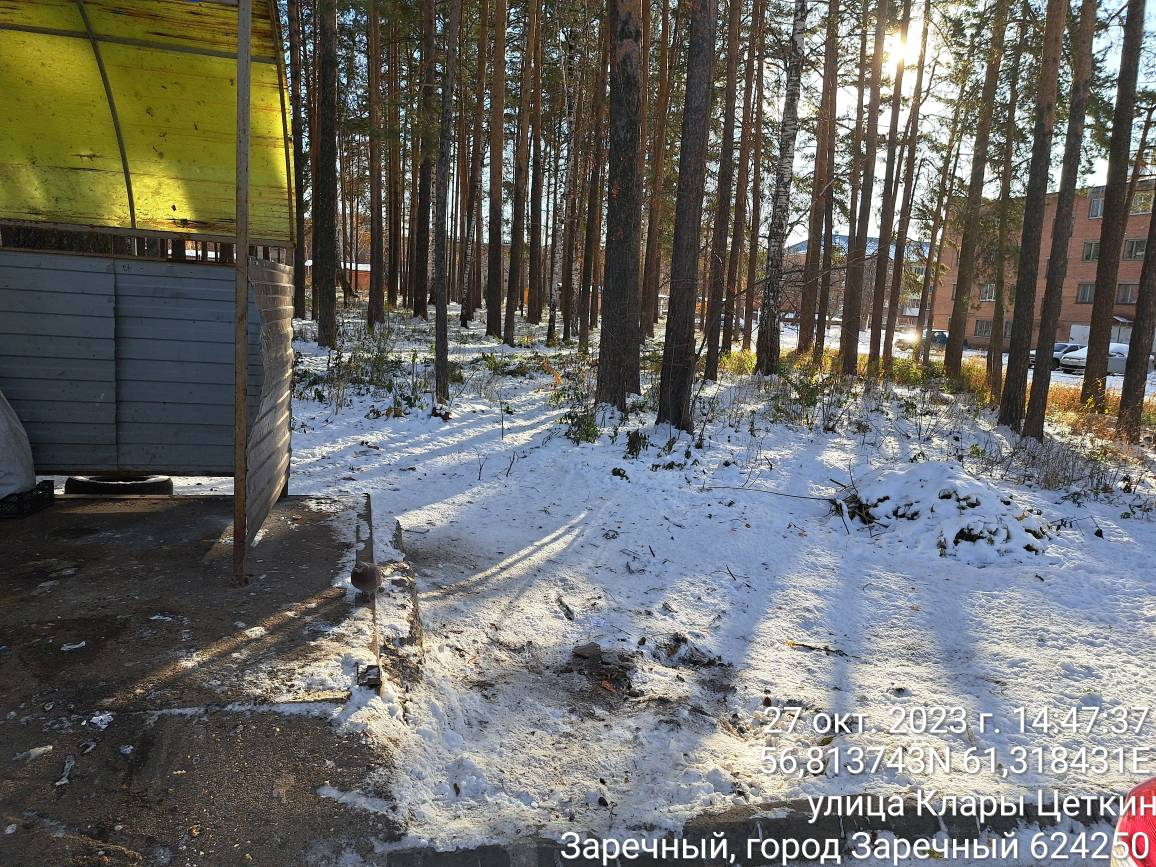 27 окт. 2023 г. 14:47:37
56,813743N 61,318431E
улица Клары Цеткин
Заречный, город Заречный 624250